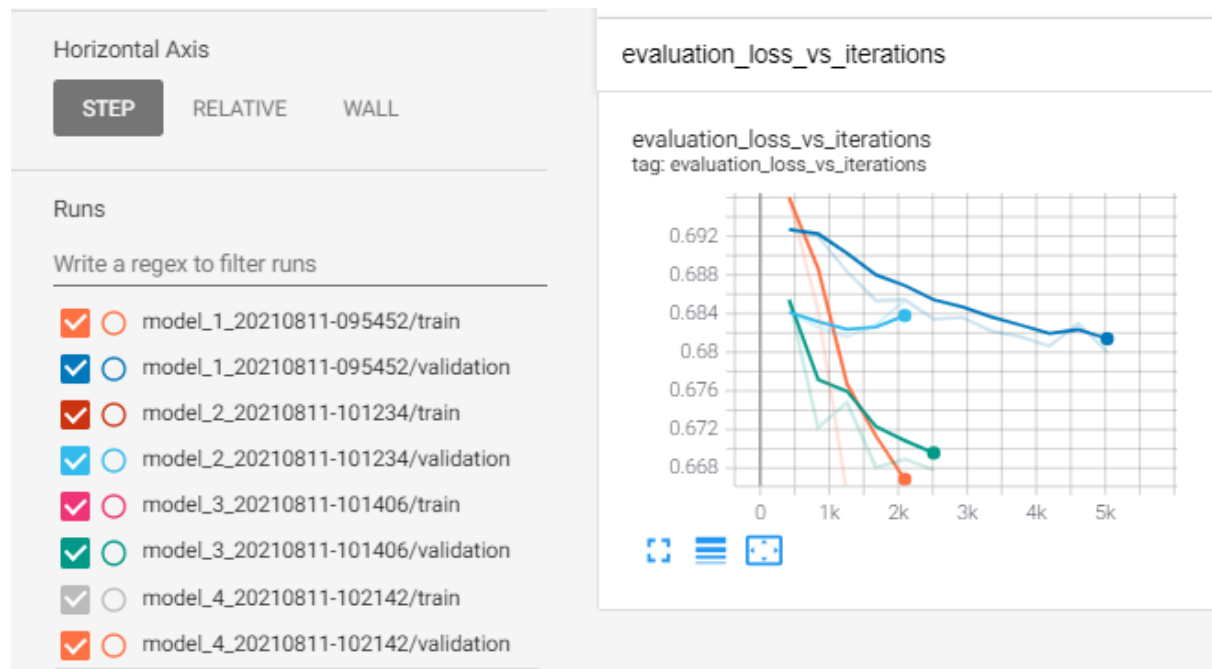 Horizontal Axis
STEP RELATIVE WALL
Runs
Write a regex to filter runs
model_1_20210811-095452/train
model_1_20210811-095452/validation
model_2_20210811-101234/train
model_2_20210811-101234/validation
model_3_20210811-101406/train
model_3_20210811-101406/validation
model_4_20210811-102142/train
model_4_20210811-102142/validation
evaluation_loss_vs_iterations
evaluation_loss_vs_iterations
tag: evaluation_loss_vs_iterations
0.692
0.688
0.684
0.68
0.676
0.672
0.668
0 1k 2k 3k 4k 5k